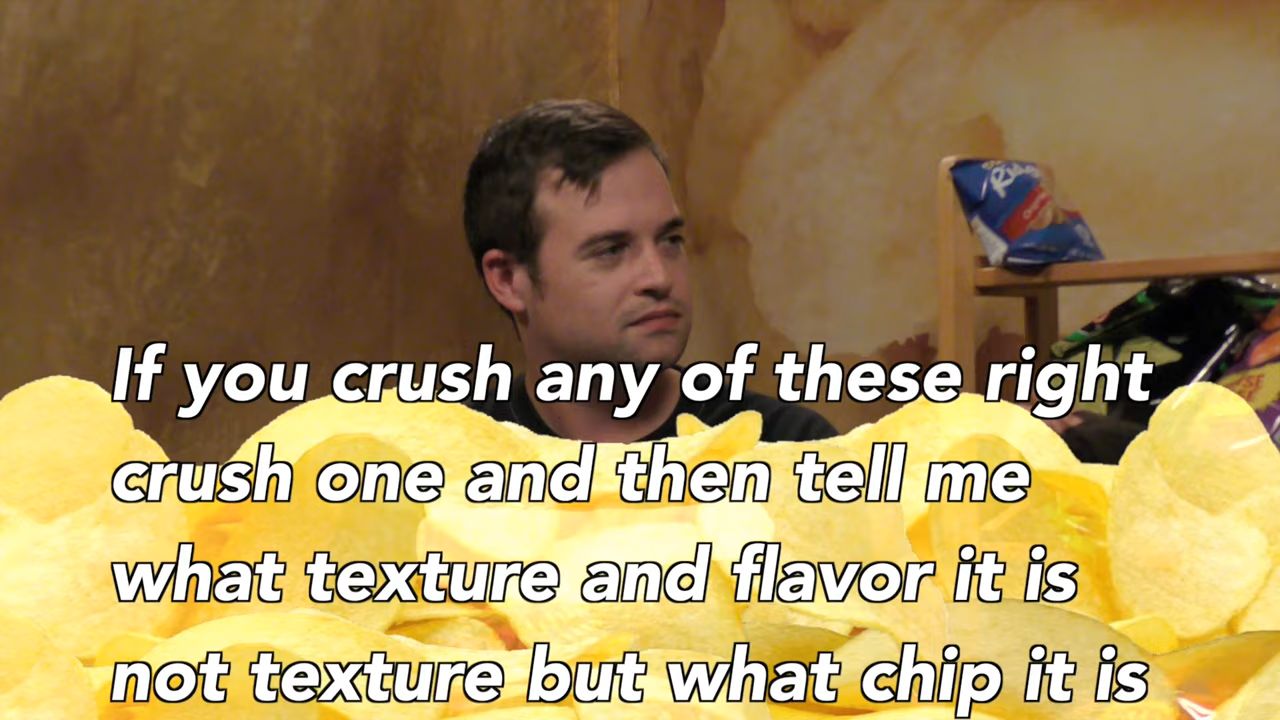 If you crush any of these right
crush one and then tell me
what texture and flavor it is
not texture but what chip it is